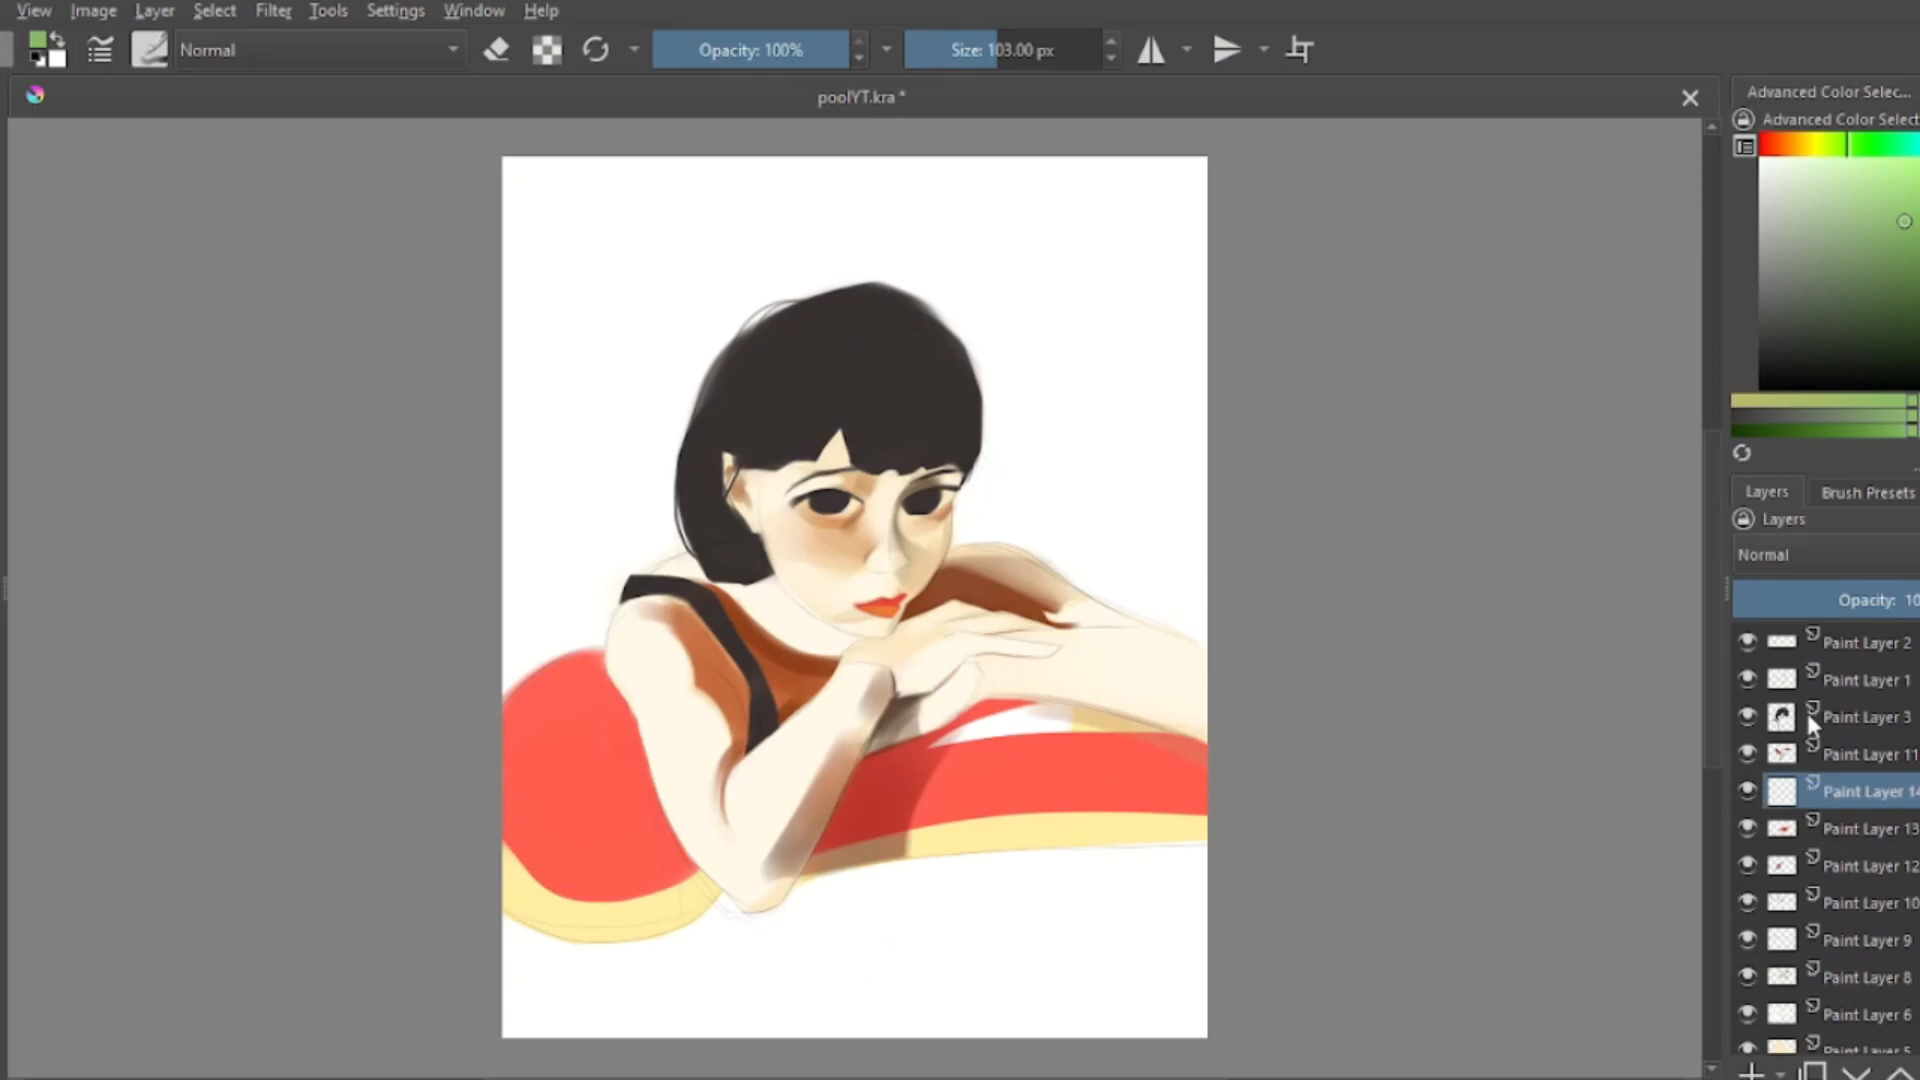 View Image Layer Select Filter Tools Settings Window Help
Normal Opacity: 100% Size: 103.00 px
poolYT.kra *
Advanced Color Selec...
Advanced Color Select
Layers Brush Presets
Layers
Normal
Opacity: 10
Paint Layer 2
Paint Layer 1
Paint Layer 3
Paint Layer 11
Paint Layer 14
Paint Layer 13
Paint Layer 12
Paint Layer 10
Paint Layer 9
Paint Layer 8
Paint Layer 6
Paint Layer 5